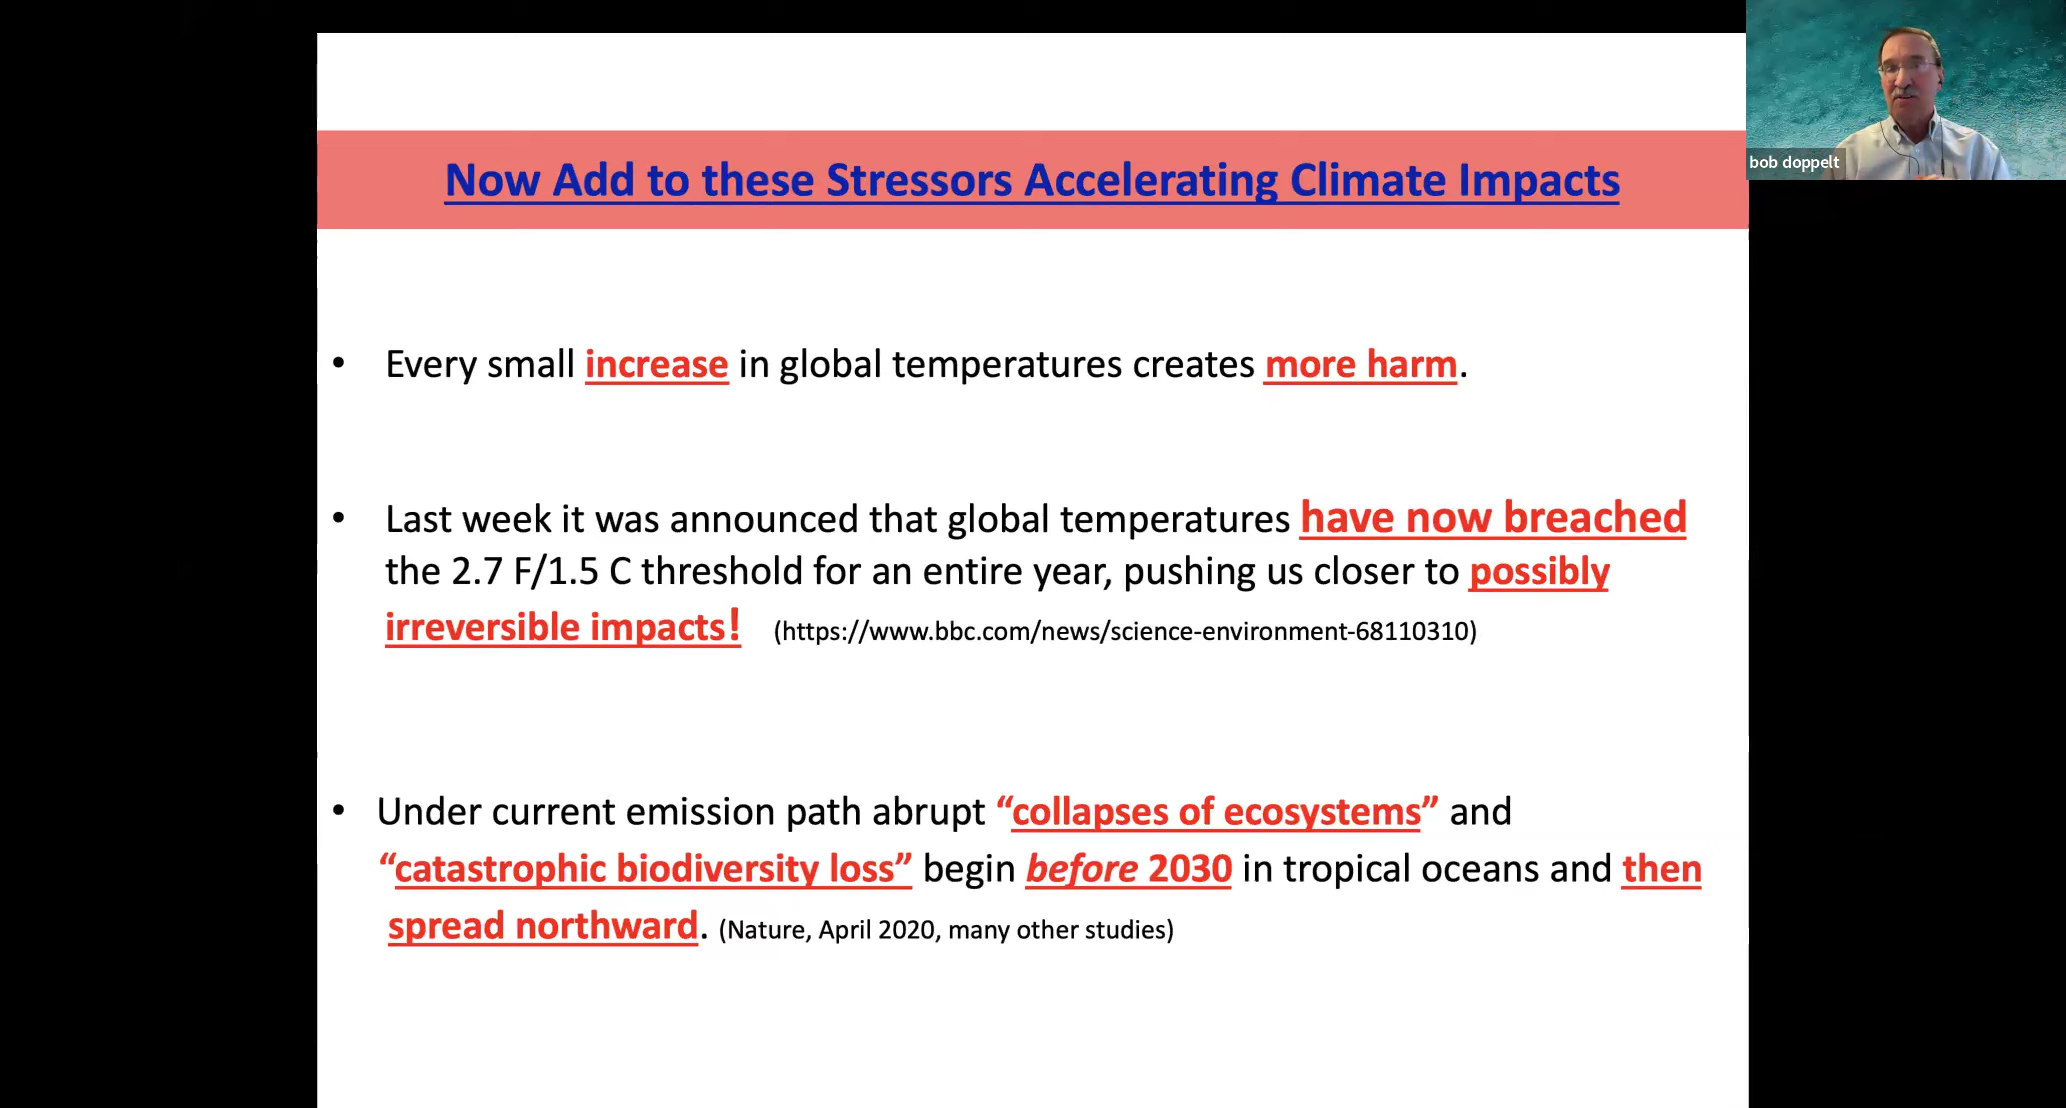 Now Add to these Stressors Accelerating Climate Impacts
bob doppelt
• Every small increase in global temperatures creates more harm.
• Last week it was announced that global temperatures have now breached
the 2.7 F/1.5 C threshold for an entire year, pushing us closer to possibly
irreversible impacts! (https://www.bbc.com/news/science-environment-68110310)
• Under current emission path abrupt “collapses of ecosystems” and
“catastrophic biodiversity loss” begin before 2030 in tropical oceans and then
spread northward. (Nature, April 2020, many other studies)